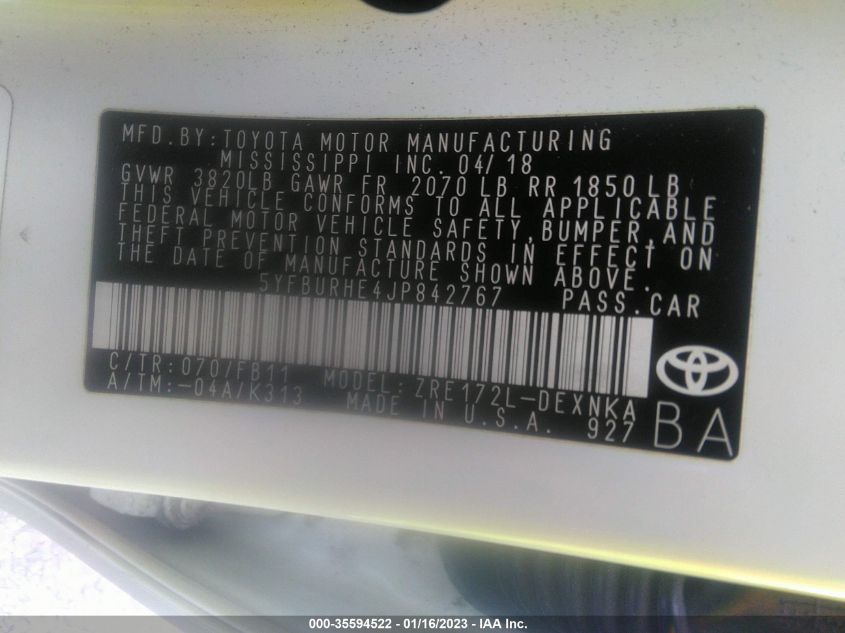 MFD.BY:TOYOTA MOTOR MANUFACTURING
MISSISSIPPI INC. 04/18
GVWR 3820LB GAWR FR 2070 LB RR 1850 LB
THIS VEHICLE CONFORMS TO ALL APPLICABLE
FEDERAL MOTOR VEHICLE SAFETY,BUMPER,AND
THEFT PREVENTION STANDARDS IN EFFECT ON
THE DATE OF MANUFACTURE SHOWN ABOVE.
5YFBURHE4JP842767 PASS.CAR
C/TR:070/FB11 MODEL:ZRE172L-DEXNKA
A/TM:-04A/K313 MADE IN U.S.A. 927 BA
000-35594522 - 01/16/2023 - IAA Inc.